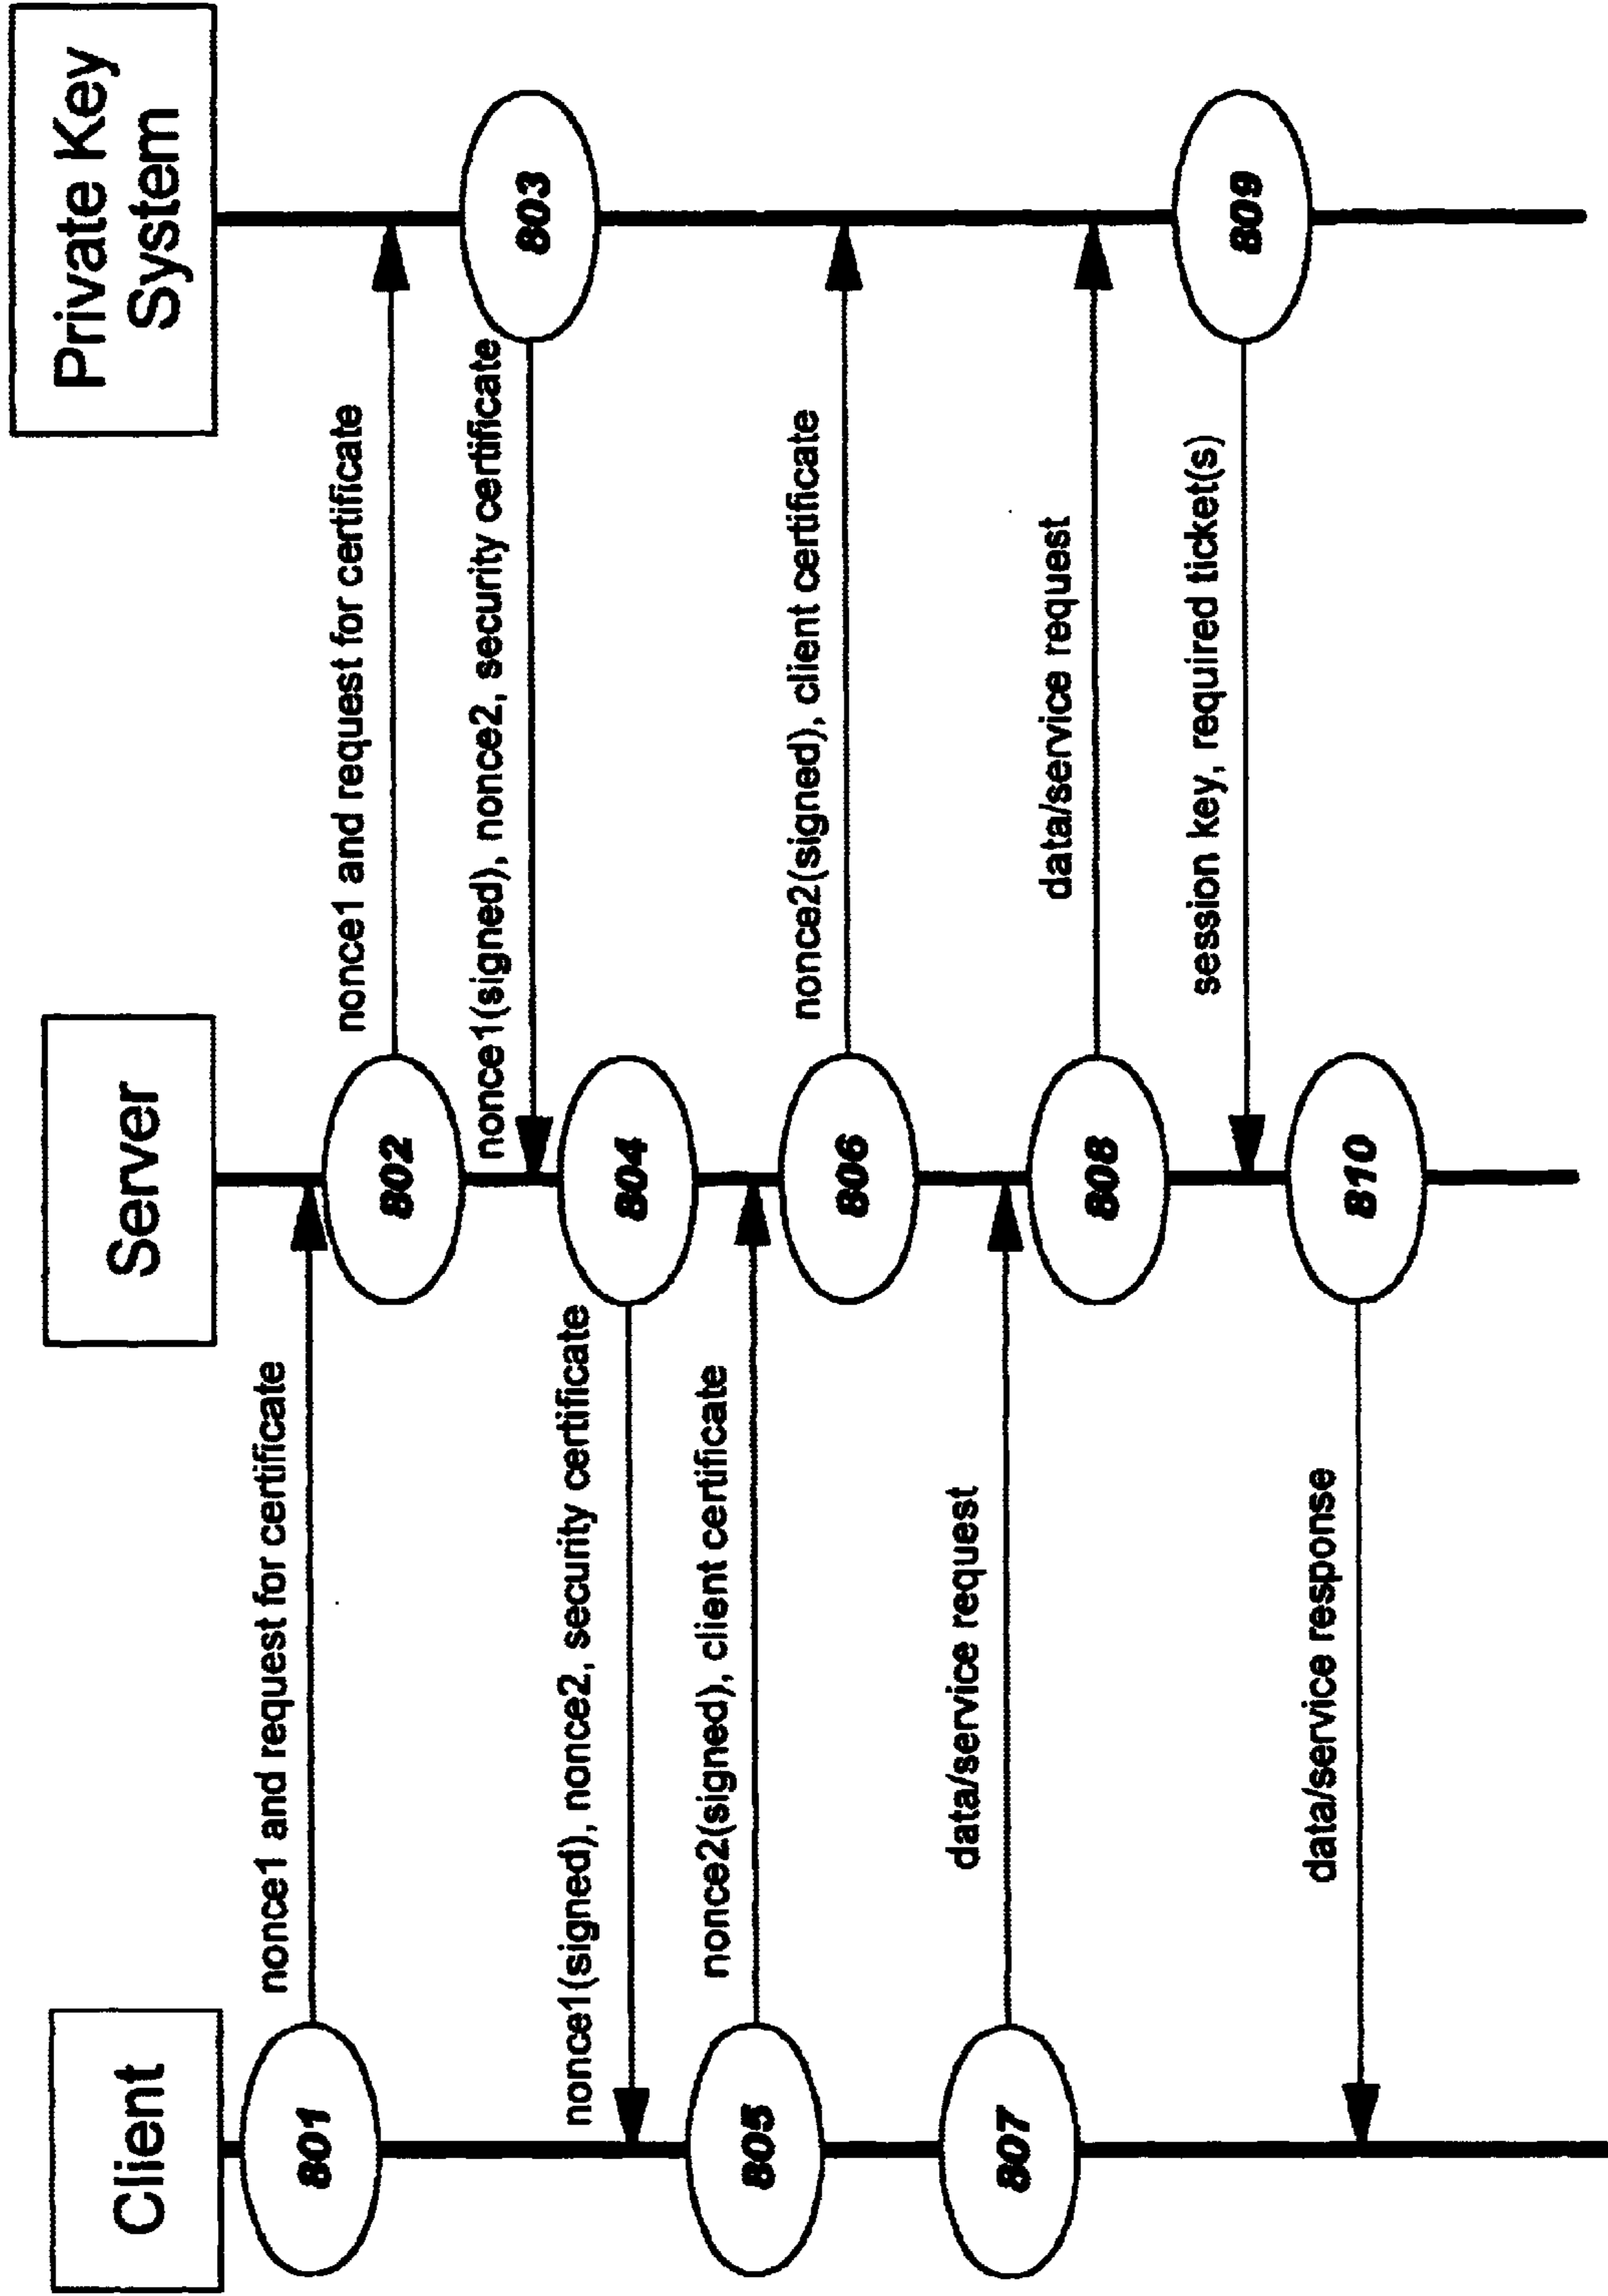 Client
Server
Private Key
System
801
nonce1 and request for certificate
802
nonce1 and request for certificate
803
nonce1(signed), nonce2, security certificate
804
nonce1(signed), nonce2, security certificate
805
nonce2(signed), client certificate
806
nonce2(signed), client certificate
807
data/service request
808
data/service request
809
session key, required ticket(s)
810
data/service response